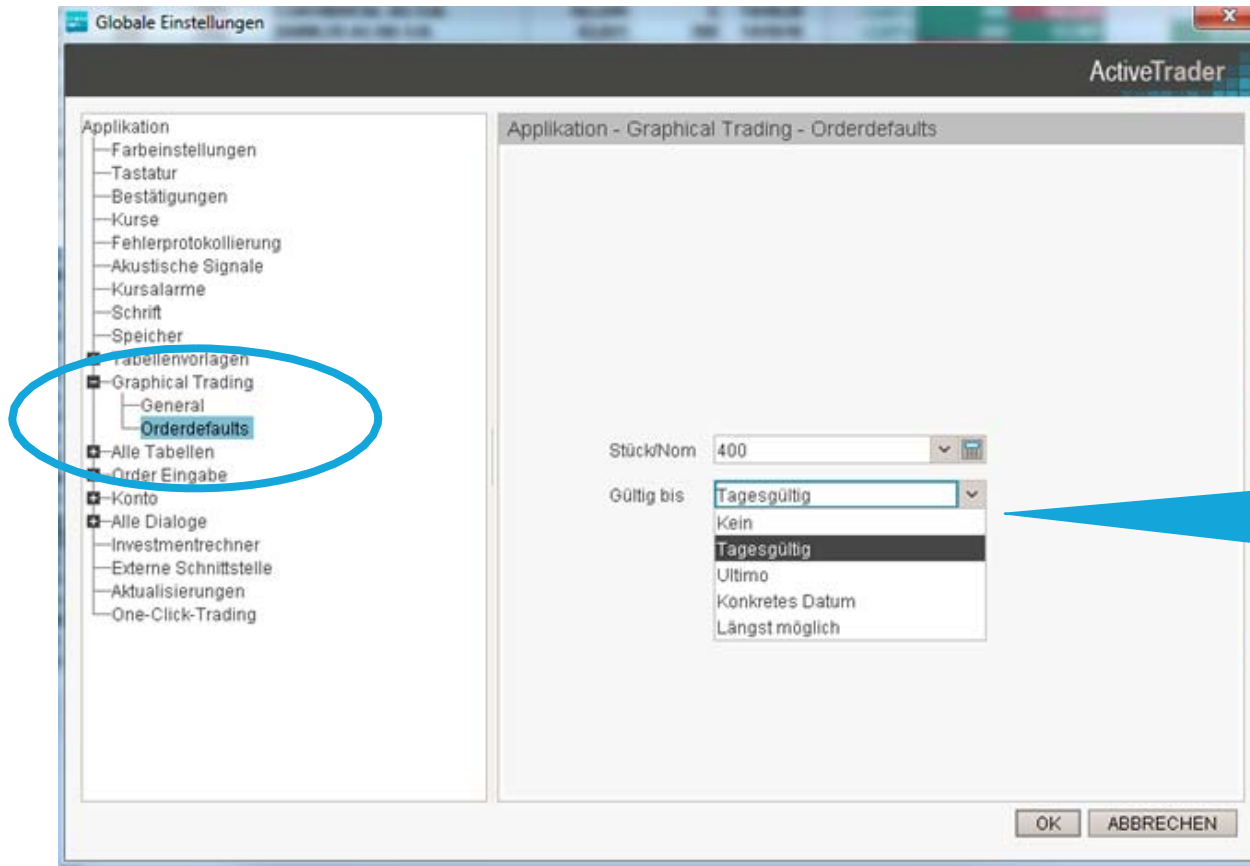 Globale Einstellungen
ActiveTrader
Applikation
Farbeinstellungen
Tastatur
Bestätigungen
Kurse
Fehlerprotokollierung
Akustische Signale
Kursalarme
Schrift
Speicher
Tabellenvorlagen
Graphical Trading
General
Orderdefaults
Alle Tabellen
Order Eingabe
Konto
Alle Dialoge
Investmentrechner
Externe Schnittstelle
Aktualisierungen
One-Click-Trading
Applikation - Graphical Trading - Orderdefaults
Stück/Nom 400
Gültig bis Tagesgültig
Kein
Tagesgültig
Ultimo
Konkretes Datum
Längst möglich
OK ABBRECHEN